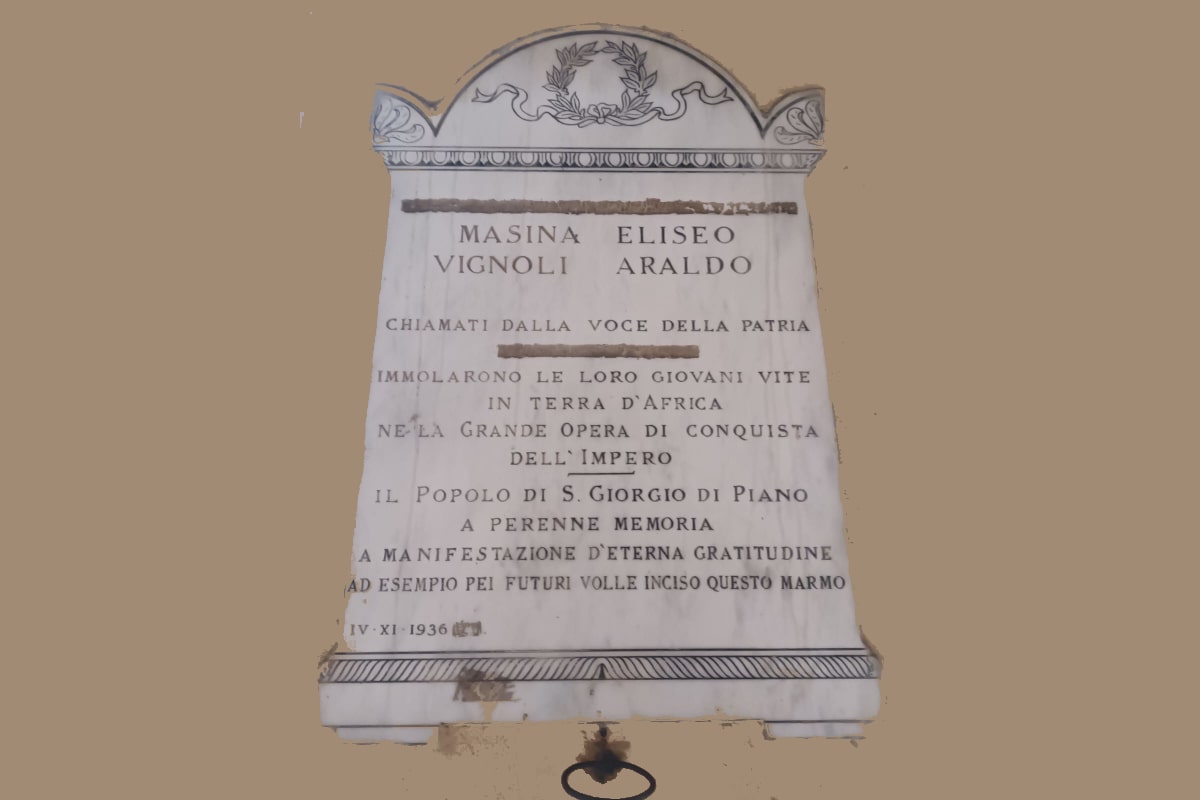 MASINA ELISEO
VIGNOLI ARALDO
CHIAMATI DALLA VOCE DELLA PATRIA
IMMOLARONO LE LORO GIOVANI VITE
IN TERRA D'AFRICA
NELLA GRANDE OPERA DI CONQUISTA
DELL'IMPERO
IL POPOLO DI S. GIORGIO DI PIANO
A PERENNE MEMORIA
A MANIFESTAZIONE D'ETERNA GRATITUDINE
AD ESEMPIO PEI FUTURI VOLLE INCISO QUESTO MARMO
IV·XI·1936